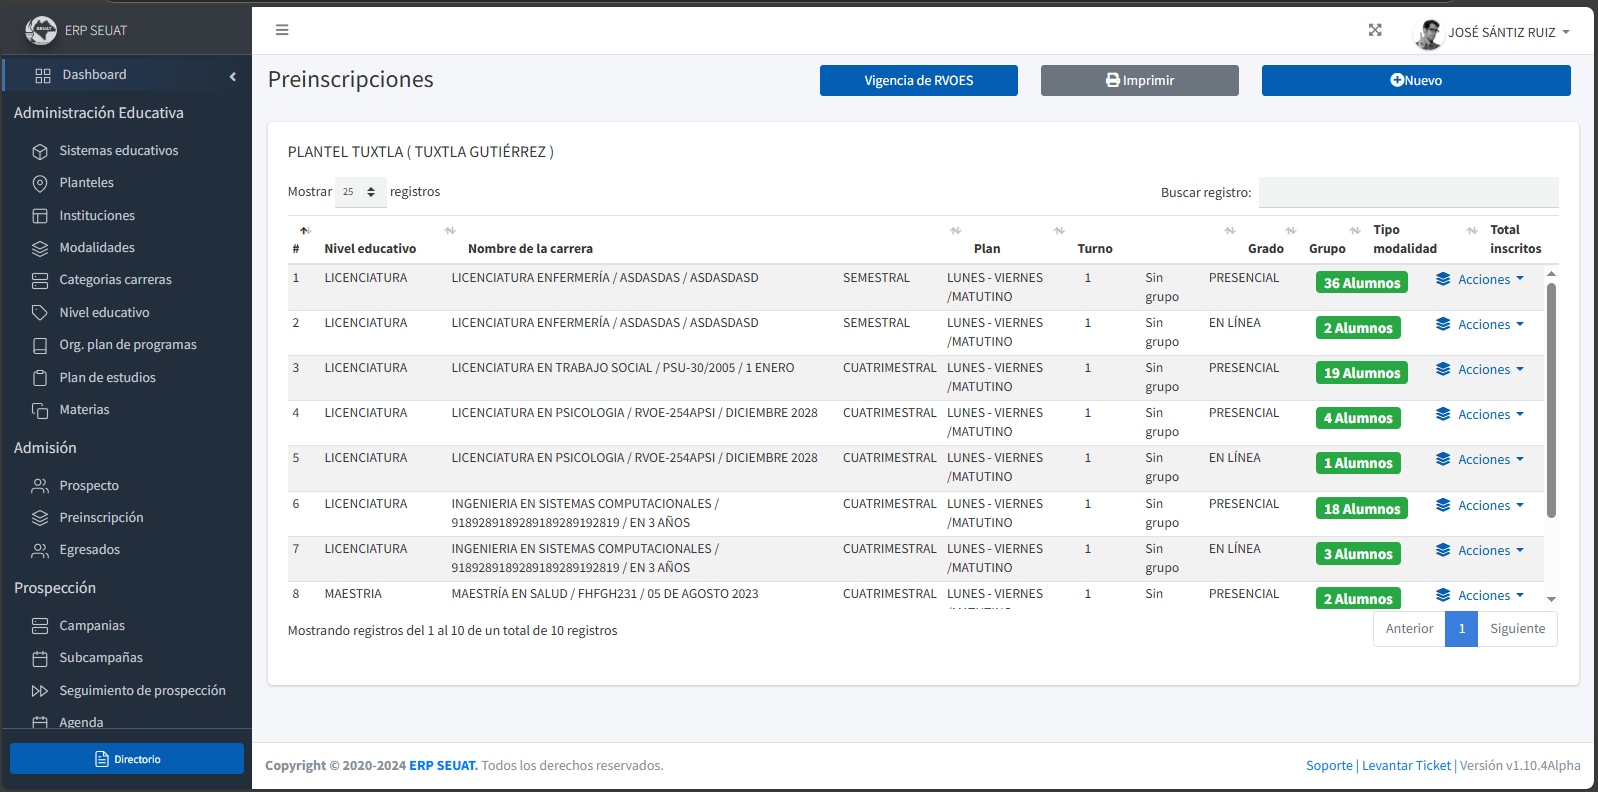 ERP SEUAT
JOSÉ SÁNTIZ RUIZ
Dashboard
Administración Educativa
Sistemas educativos
Planteles
Instituciones
Modalidades
Categorias carreras
Nivel educativo
Org. plan de programas
Plan de estudios
Materias
Admisión
Prospecto
Preinscripción
Egresados
Prospección
Campanias
Subcampañas
Seguimiento de prospección
Agenda
Directorio
Preinscripciones
Vigencia de RVOES
Imprimir
Nuevo
PLANTEL TUXTLA ( TUXTLA GUTIÉRREZ )
Mostrar 25 registros
Buscar registro:
# Nivel educativo Nombre de la carrera Plan Turno Grado Grupo Tipo modalidad Total inscritos
1 LICENCIATURA LICENCIATURA ENFERMERÍA / ASDASDAS / ASDASDASD SEMESTRAL LUNES - VIERNES /MATUTINO 1 Sin grupo PRESENCIAL 36 Alumnos Acciones
2 LICENCIATURA LICENCIATURA ENFERMERÍA / ASDASDAS / ASDASDASD SEMESTRAL LUNES - VIERNES /MATUTINO 1 Sin grupo EN LÍNEA 2 Alumnos Acciones
3 LICENCIATURA LICENCIATURA EN TRABAJO SOCIAL / PSU-30/2005 / 1 ENERO CUATRIMESTRAL LUNES - VIERNES /MATUTINO 1 Sin grupo PRESENCIAL 19 Alumnos Acciones
4 LICENCIATURA LICENCIATURA EN PSICOLOGIA / RVOE-254APSI / DICIEMBRE 2028 CUATRIMESTRAL LUNES - VIERNES /MATUTINO 1 Sin grupo PRESENCIAL 4 Alumnos Acciones
5 LICENCIATURA LICENCIATURA EN PSICOLOGIA / RVOE-254APSI / DICIEMBRE 2028 CUATRIMESTRAL LUNES - VIERNES /MATUTINO 1 Sin grupo EN LÍNEA 1 Alumnos Acciones
6 LICENCIATURA INGENIERIA EN SISTEMAS COMPUTACIONALES / 9189289189289189289192819 / EN 3 AÑOS CUATRIMESTRAL LUNES - VIERNES /MATUTINO 1 Sin grupo PRESENCIAL 18 Alumnos Acciones
7 LICENCIATURA INGENIERIA EN SISTEMAS COMPUTACIONALES / 9189289189289189289192819 / EN 3 AÑOS CUATRIMESTRAL LUNES - VIERNES /MATUTINO 1 Sin grupo EN LÍNEA 3 Alumnos Acciones
8 MAESTRIA MAESTRÍA EN SALUD / FHFGH231 / 05 DE AGOSTO 2023 CUATRIMESTRAL LUNES - VIERNES 1 Sin PRESENCIAL 2 Alumnos Acciones
Mostrando registros del 1 al 10 de un total de 10 registros
Anterior 1 Siguiente
Copyright © 2020-2024 ERP SEUAT. Todos los derechos reservados.
Soporte | Levantar Ticket | Versión v1.10.4Alpha